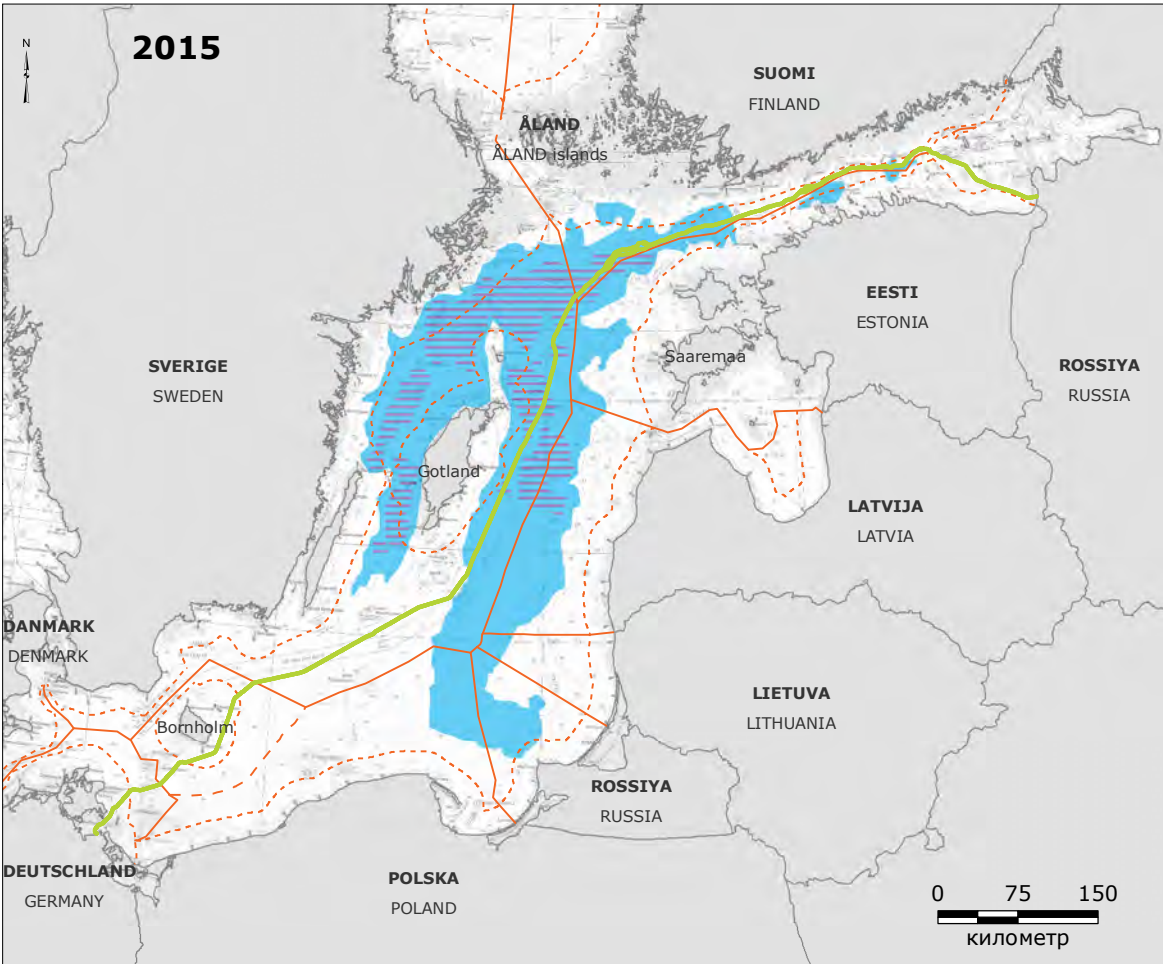 N
2015
SUOMI
FINLAND
ÅLAND
ÅLAND islands
EESTI
ESTONIA
Saaremaa
SVERIGE
SWEDEN
ROSSIYA
RUSSIA
Gotland
LATVIJA
LATVIA
DANMARK
DENMARK
LIETUVA
LITHUANIA
Bornholm
ROSSIYA
RUSSIA
DEUTSCHLAND
GERMANY
POLSKA
POLAND
0 75 150
километр